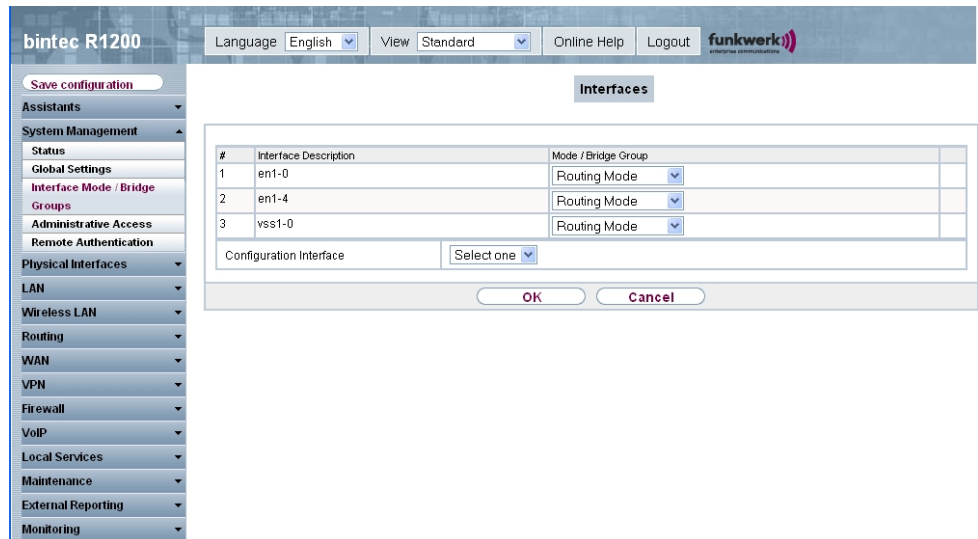 bintec R1200
Language English View Standard Online Help Logout funkwerk
enterprise communications
Save configuration
Assistants
System Management
Status
Global Settings
Interface Mode / Bridge
Groups
Administrative Access
Remote Authentication
Physical Interfaces
LAN
Wireless LAN
Routing
WAN
VPN
Firewall
VoIP
Local Services
Maintenance
External Reporting
Monitoring
Interfaces
# Interface Description Mode / Bridge Group
1 en1-0 Routing Mode
2 en1-4 Routing Mode
3 vss1-0 Routing Mode
Configuration Interface Select one
OK Cancel